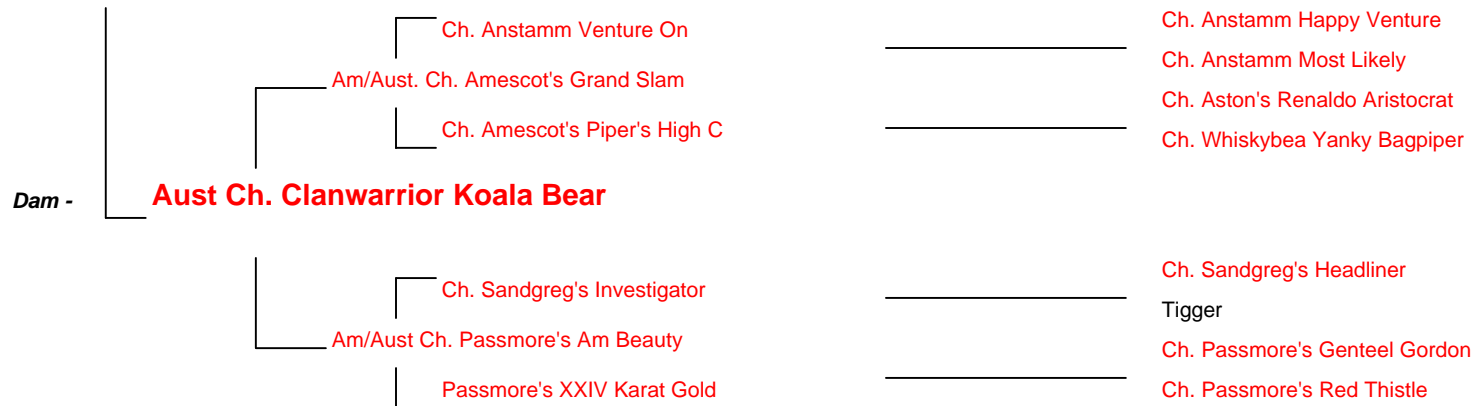 Ch. Anstamm Happy Venture
Ch. Anstamm Venture On
Ch. Anstamm Most Likely
Am/Aust. Ch. Amescot's Grand Slam
Ch. Aston's Renaldo Aristocrat
Ch. Amescot's Piper's High C
Ch. Whiskybea Yanky Bagpiper
Dam - Aust Ch. Clanwarrior Koala Bear
Ch. Sandgreg's Headliner
Ch. Sandgreg's Investigator
Tigger
Am/Aust Ch. Passmore's Am Beauty
Ch. Passmore's Genteel Gordon
Passmore's XXIV Karat Gold
Ch. Passmore's Red Thistle